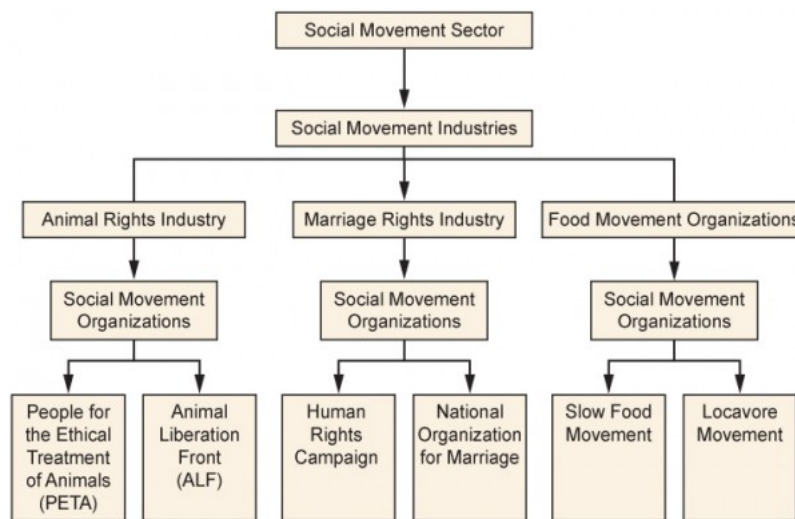 Social Movement Sector
Social Movement Industries
Animal Rights Industry
Marriage Rights Industry
Food Movement Organizations
Social Movement
Organizations
Social Movement
Organizations
Social Movement
Organizations
People for
the Ethical
Treatment
of Animals
(PETA)
Animal
Liberation
Front
(ALF)
Human
Rights
Campaign
National
Organization
for Marriage
Slow Food
Movement
Locavore
Movement